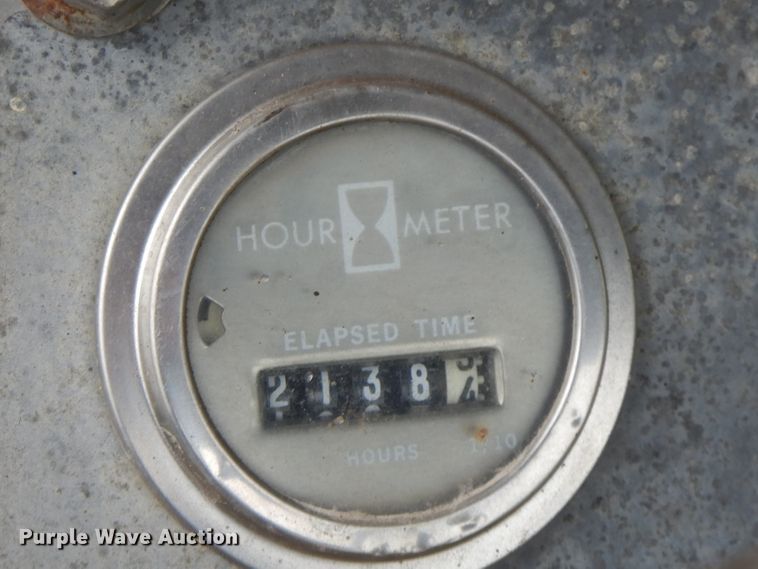 HOUR METER
ELAPSED TIME
2138
HOURS 1/10
Purple Wave Auction